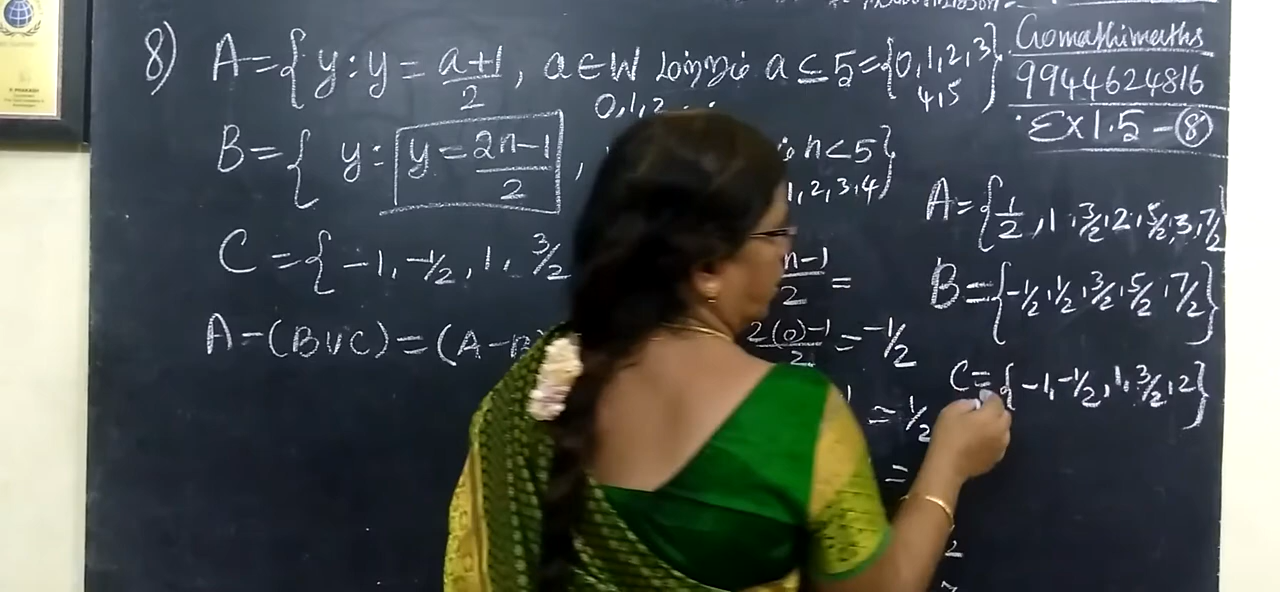 8) A={y:y=a+1/2, a∈W மற்றும் a≤5}={0,1,2,3
4,5}
0,1,2..
B={ y: y=2n-1/2, n<5}
1,2,3,4}
C={-1,-1/2,1,3/2
A-(B∪C)=(A-B)
n-1/2 =
2(0)-1/2 =-1/2
=1/2
=
Gomathimaths
9944624816
Ex1.5-⑧
A={1/2,1,3/2,2,5/2,3,7/2
B={-1/2,1/2,3/2,5/2,7/2}
C={-1,-1/2,1,3/2,2}